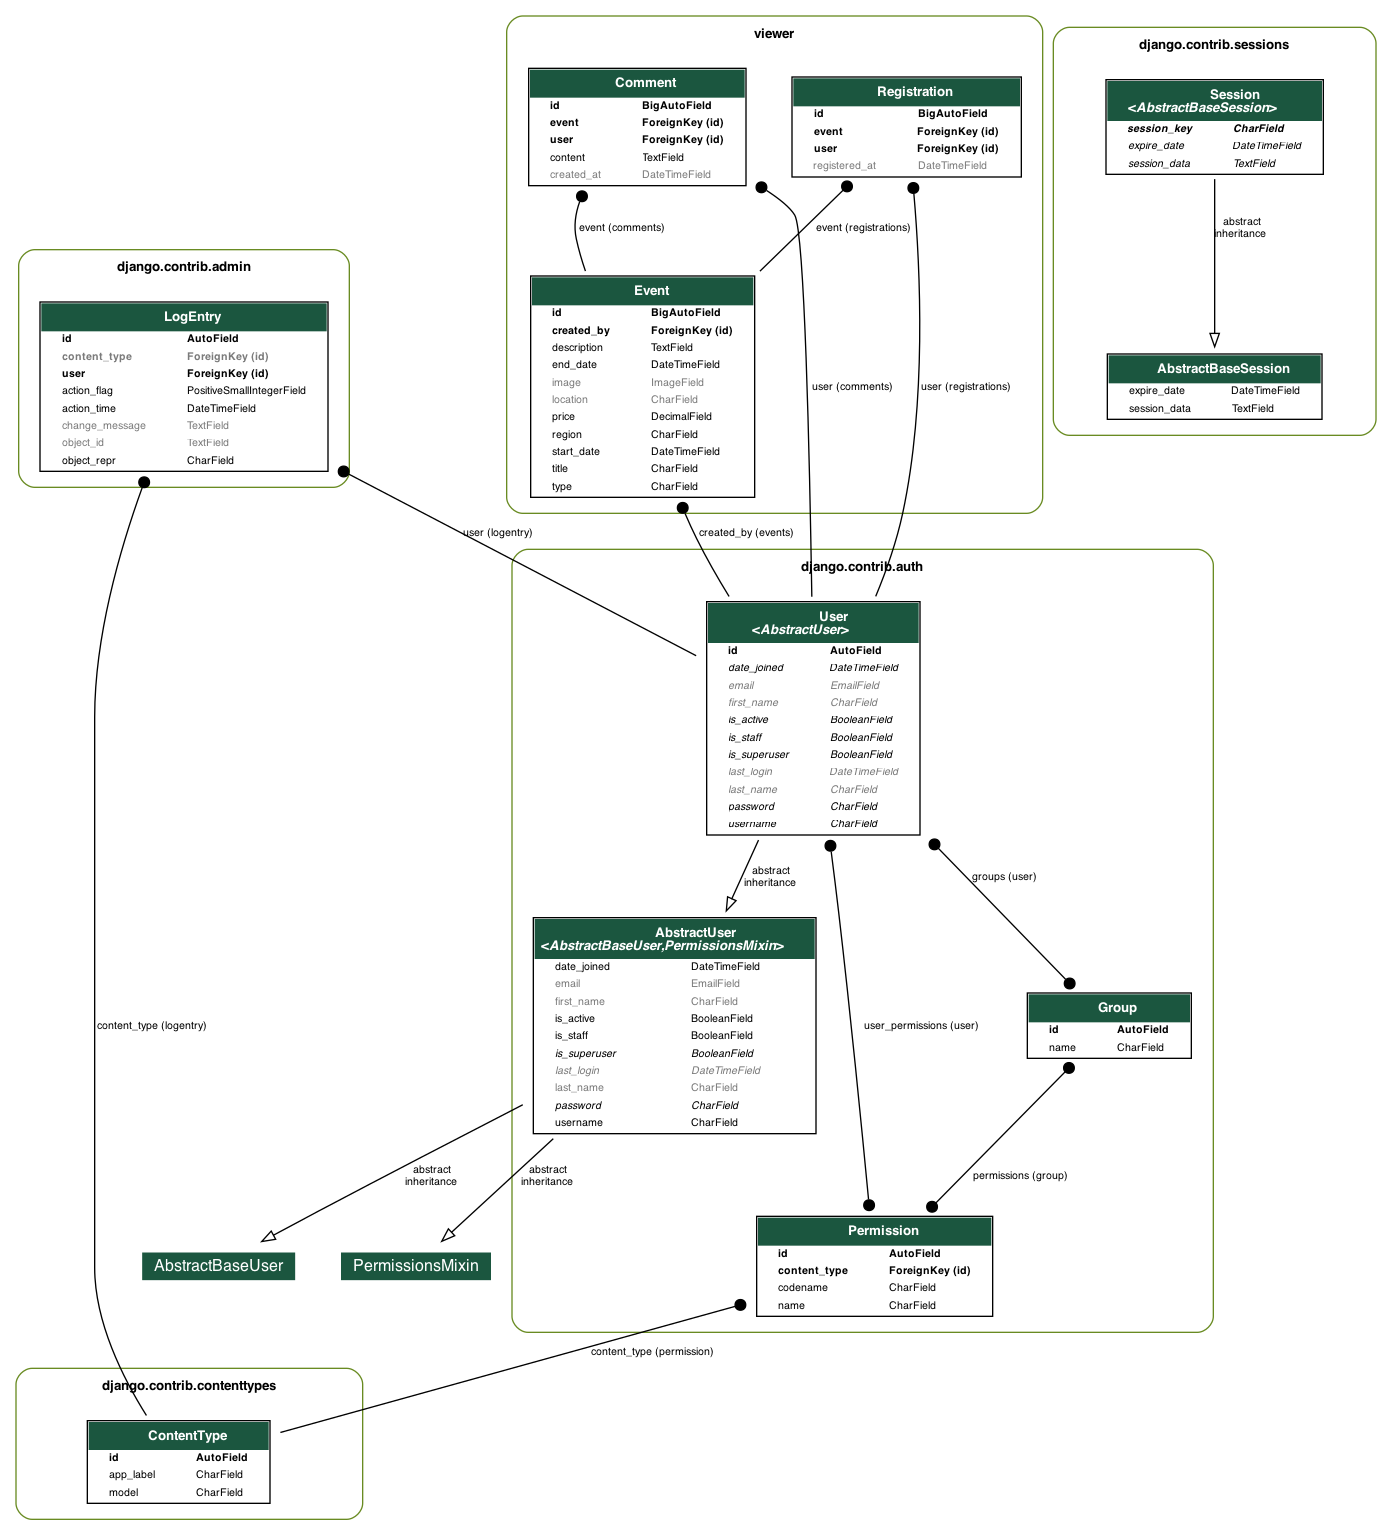 viewer
Comment
id BigAutoField
event ForeignKey (id)
user ForeignKey (id)
content TextField
created_at DateTimeField
Registration
id BigAutoField
event ForeignKey (id)
user ForeignKey (id)
registered_at DateTimeField
event (comments)
event (registrations)
Event
id BigAutoField
created_by ForeignKey (id)
description TextField
end_date DateTimeField
image ImageField
location CharField
price DecimalField
region CharField
start_date DateTimeField
title CharField
type CharField
user (comments)
user (registrations)
django.contrib.sessions
Session
<AbstractBaseSession>
session_key CharField
expire_date DateTimeField
session_data TextField
abstract
inheritance
AbstractBaseSession
expire_date DateTimeField
session_data TextField
django.contrib.admin
LogEntry
id AutoField
content_type ForeignKey (id)
user ForeignKey (id)
action_flag PositiveSmallIntegerField
action_time DateTimeField
change_message TextField
object_id TextField
object_repr CharField
user (logentry)
created_by (events)
django.contrib.auth
User
<AbstractUser>
id AutoField
date_joined DateTimeField
email EmailField
first_name CharField
is_active BooleanField
is_staff BooleanField
is_superuser BooleanField
last_login DateTimeField
last_name CharField
password CharField
username CharField
abstract
inheritance
groups (user)
AbstractUser
<AbstractBaseUser,PermissionsMixin>
date_joined DateTimeField
email EmailField
first_name CharField
is_active BooleanField
is_staff BooleanField
is_superuser BooleanField
last_login DateTimeField
last_name CharField
password CharField
username CharField
user_permissions (user)
Group
id AutoField
name CharField
content_type (logentry)
abstract
inheritance
abstract
inheritance
permissions (group)
AbstractBaseUser
PermissionsMixin
Permission
id AutoField
content_type ForeignKey (id)
codename CharField
name CharField
content_type (permission)
django.contrib.contenttypes
ContentType
id AutoField
app_label CharField
model CharField